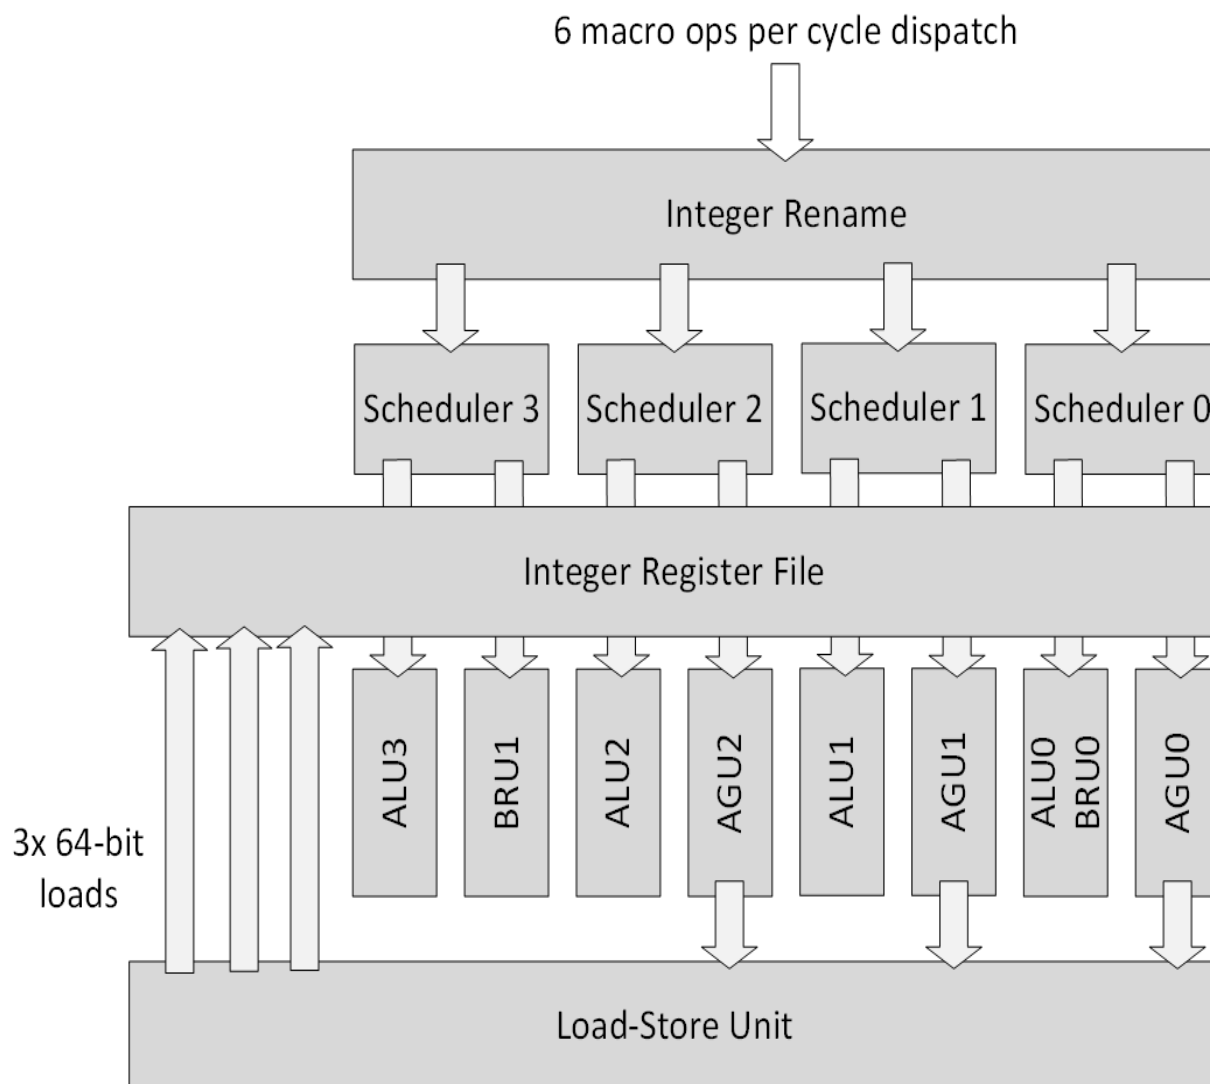 6 macro ops per cycle dispatch
Integer Rename
Scheduler 3
Scheduler 2
Scheduler 1
Scheduler 0
Integer Register File
ALU3
BRU1
ALU2
AGU2
ALU1
AGU1
ALU0
BRU0
AGU0
3x 64-bit
loads
Load-Store Unit